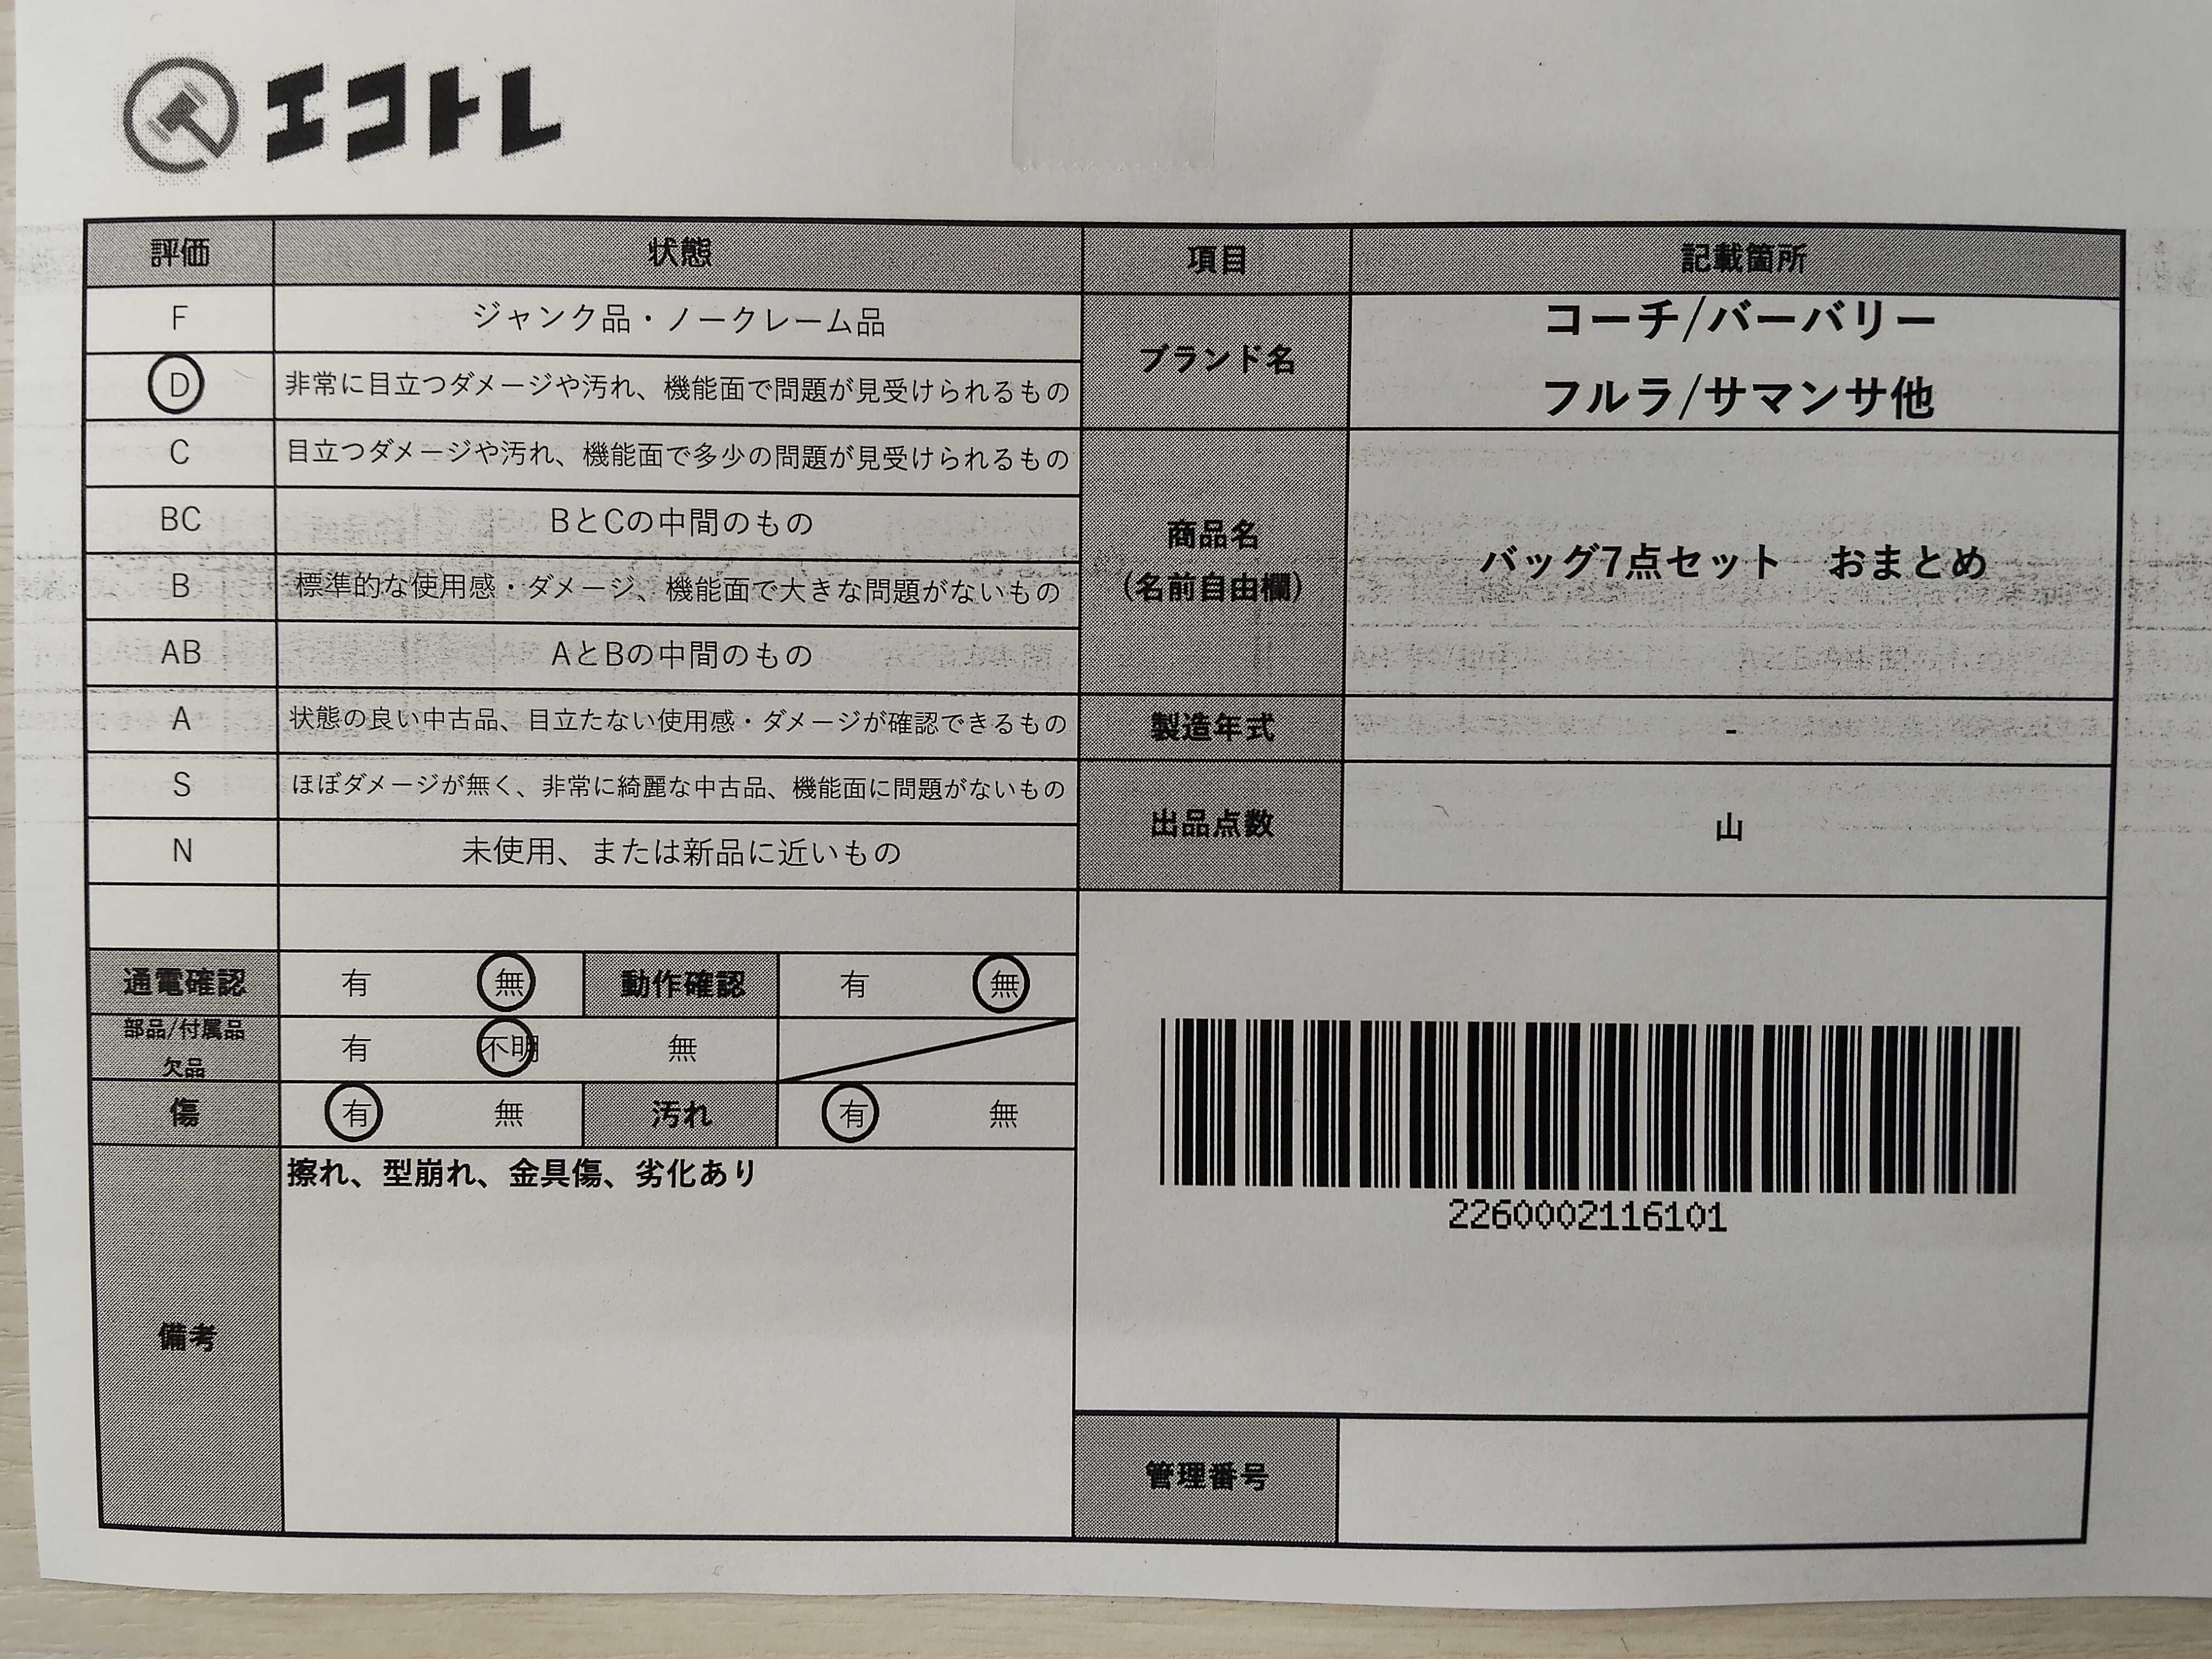 エコトレ
評価 状態 項目 記載箇所
F ジャンク品・ノークレーム品
D 非常に目立つダメージや汚れ、機能面で問題が見受けられるもの
C 目立つダメージや汚れ、機能面で多少の問題が見受けられるもの
BC BとCの中間のもの
B 標準的な使用感・ダメージ、機能面で大きな問題がないもの
AB AとBの中間のもの
A 状態の良い中古品、目立たない使用感・ダメージが確認できるもの
S ほぼダメージが無く、非常に綺麗な中古品、機能面に問題がないもの
N 未使用、または新品に近いもの
ブランド名
コーチ/バーバリー
フルラ/サマンサ他
商品名
(名前自由欄)
バッグ7点セット　おまとめ
製造年式 -
出品点数 山
通電確認 有 無 動作確認 有 無
部品/付属品
欠品
有 不明 無
傷 有 無 汚れ 有 無
備考
擦れ、型崩れ、金具傷、劣化あり
2260002116101
管理番号